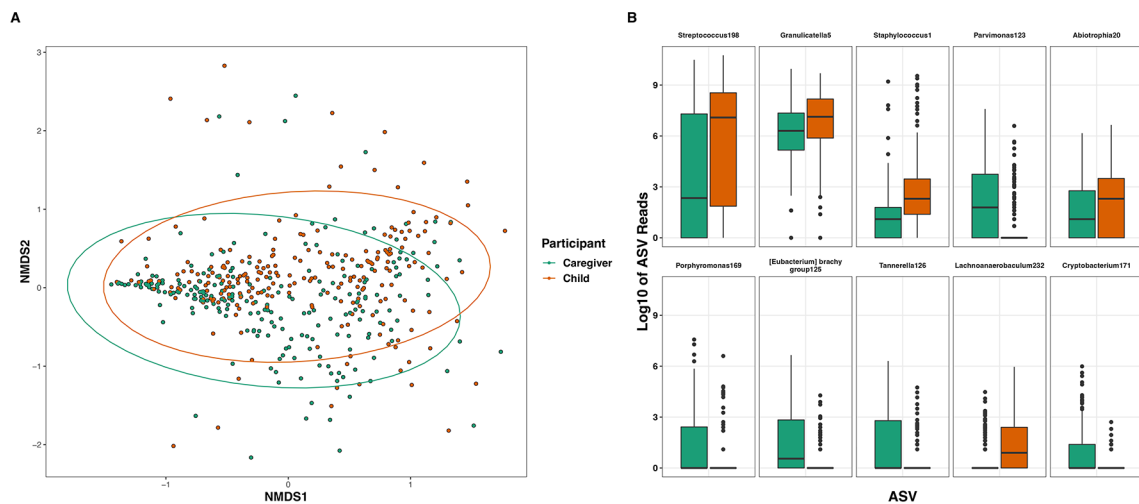 A
3
2
1
0
−1
−2
NMDS2
−1
0
1
NMDS1
Participant
Caregiver
Child
B
Streptococcus198
Granulicatella5
Staphylococcus1
Parvimonas123
Abiotrophia20
9
6
3
0
Log10 of ASV Reads
Porphyromonas169
[Eubacterium] brachy
group125
Tannerella126
Lachnoanaerobaculum232
Cryptobacterium171
9
6
3
0
ASV